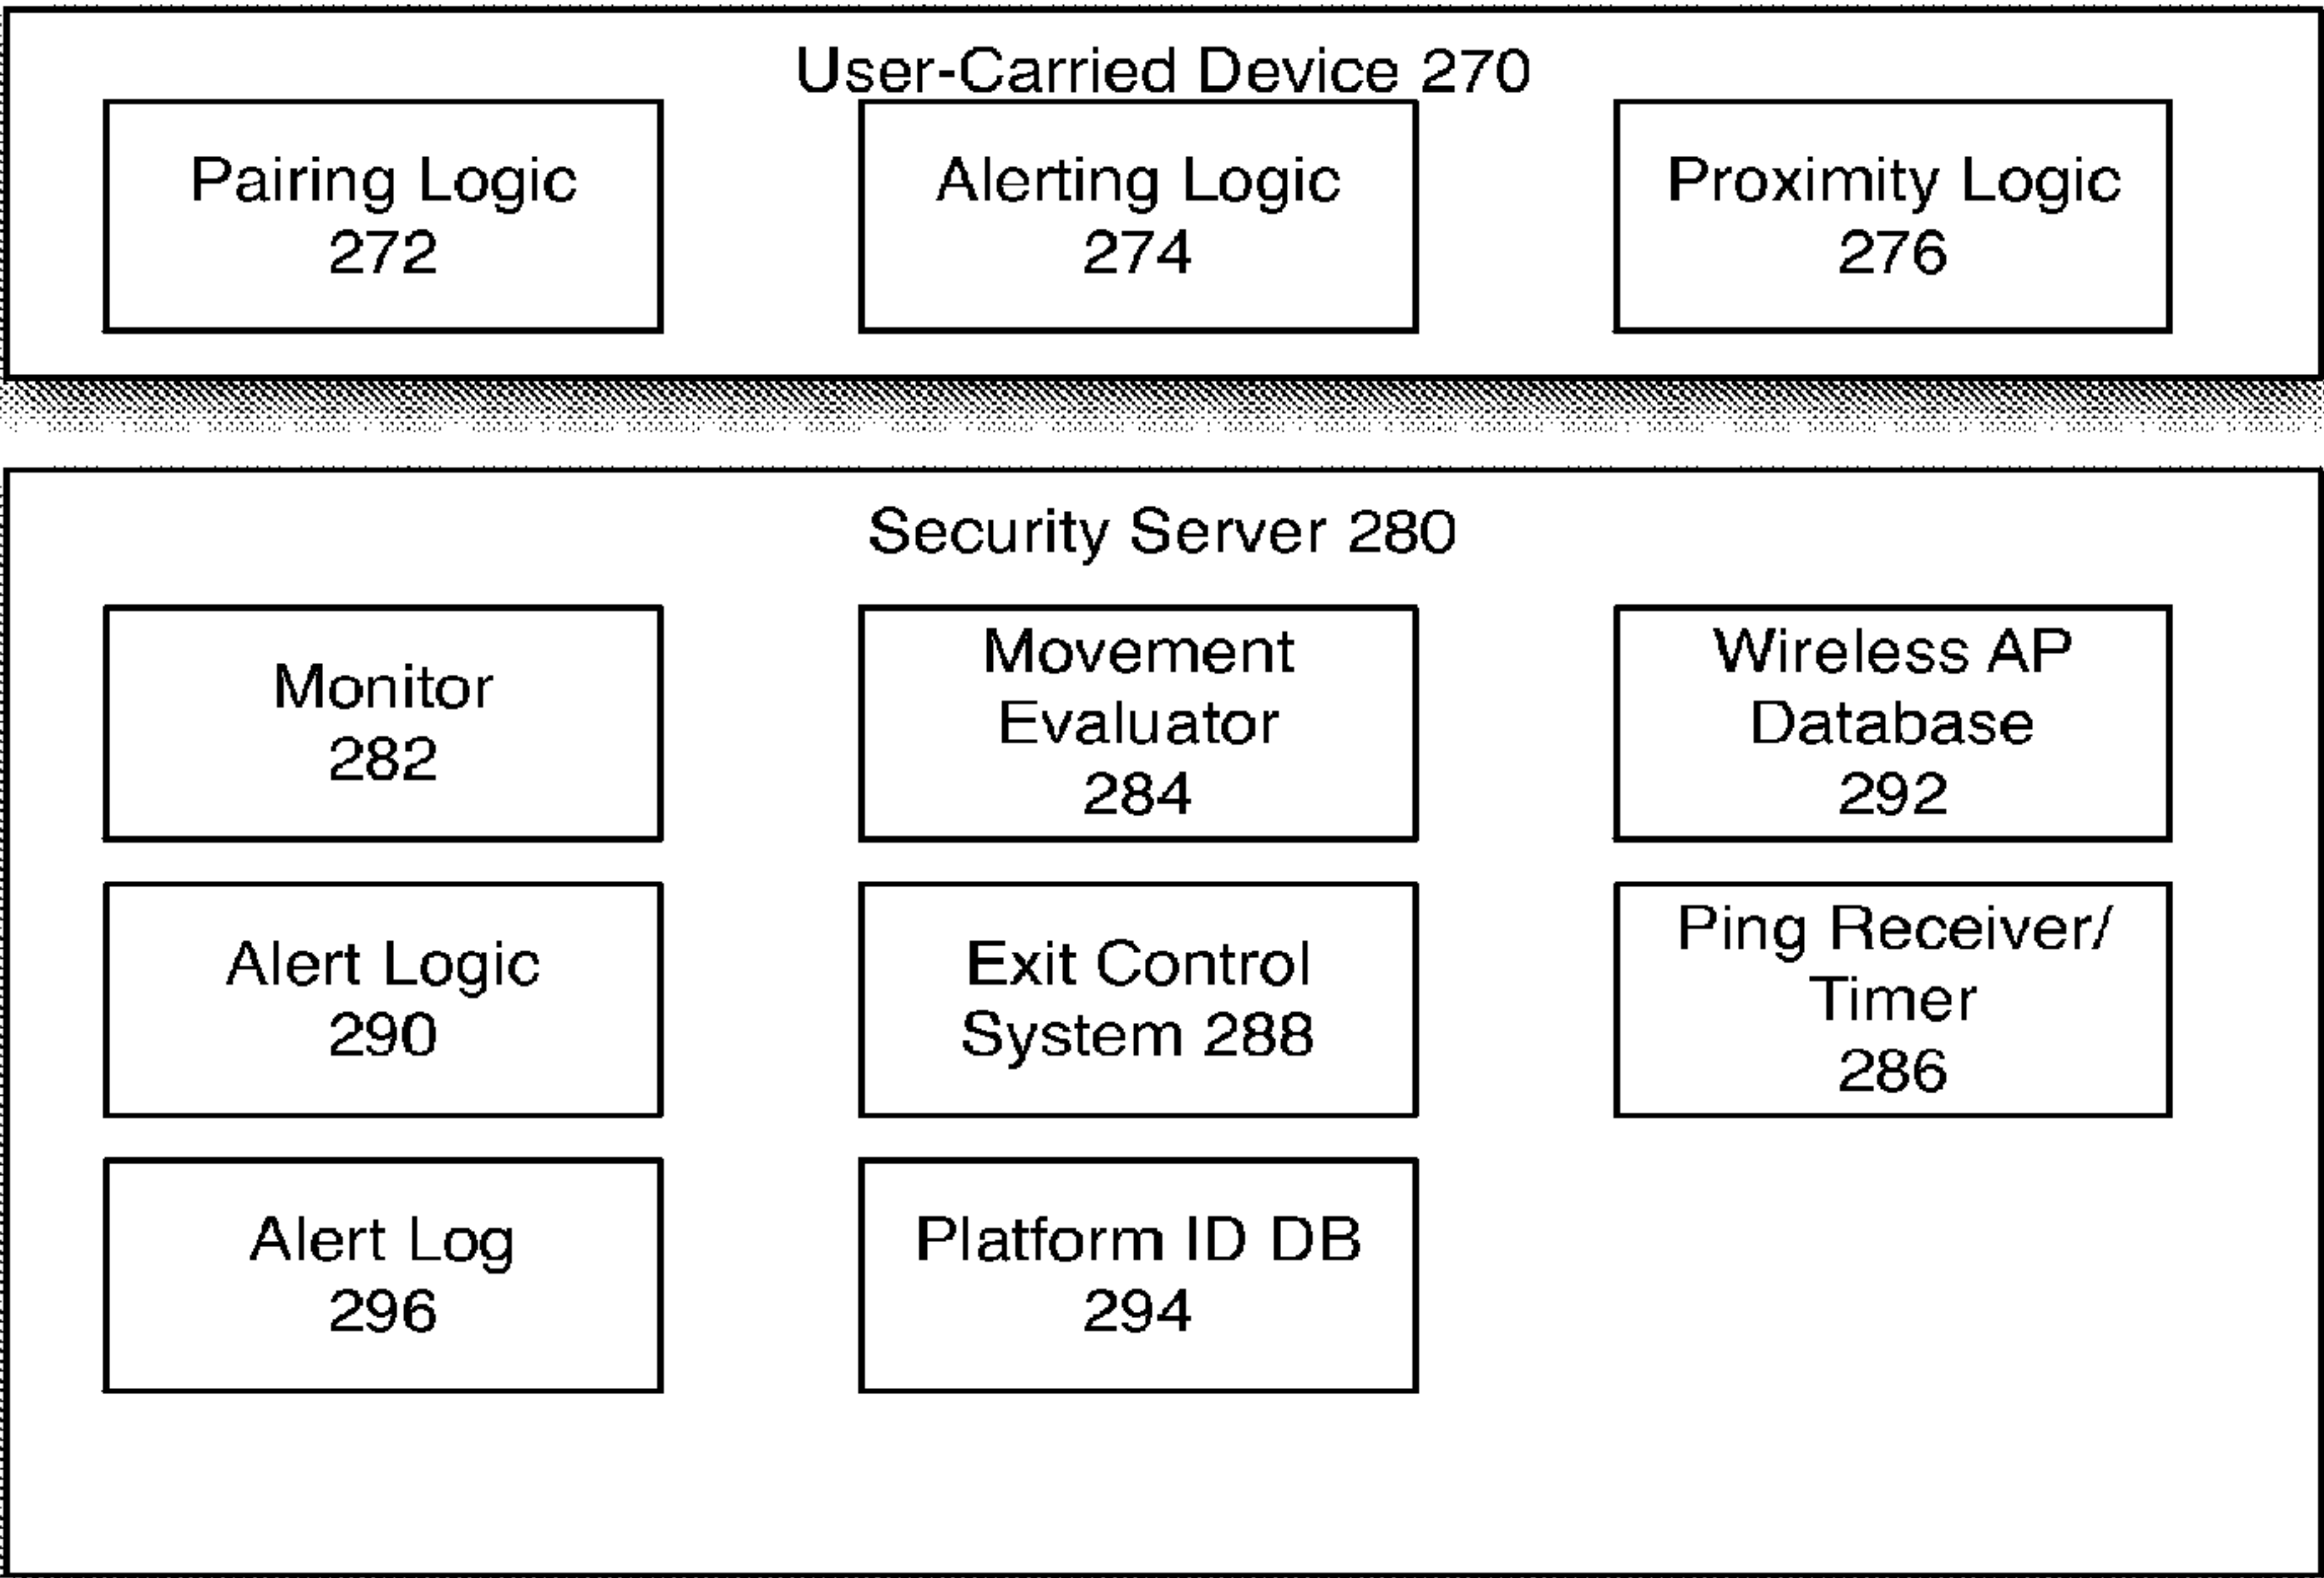 User-Carried Device 270
Pairing Logic
272
Alerting Logic
274
Proximity Logic
276
Security Server 280
Monitor
282
Movement
Evaluator
284
Wireless AP
Database
292
Alert Logic
290
Exit Control
System 288
Ping Receiver/
Timer
286
Alert Log
296
Platform ID DB
294